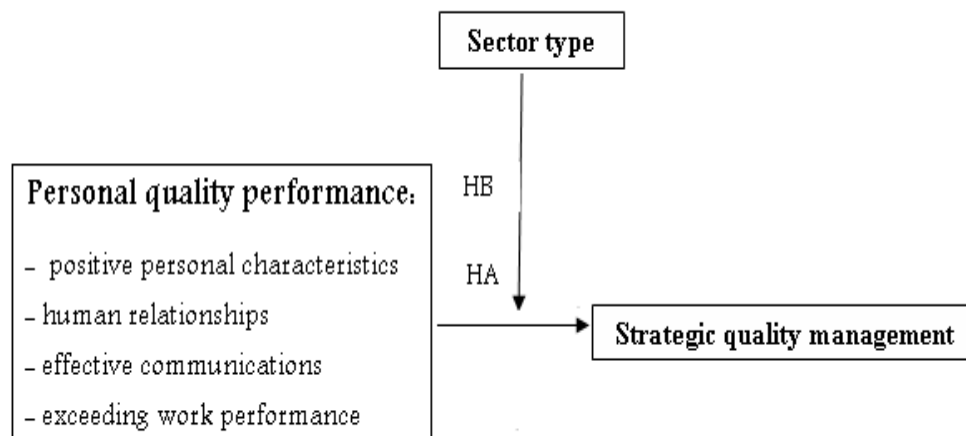 Sector type
HB
HA
Personal quality performance:
– positive personal characteristics
– human relationships
– effective communications
– exceeding work performance
Strategic quality management